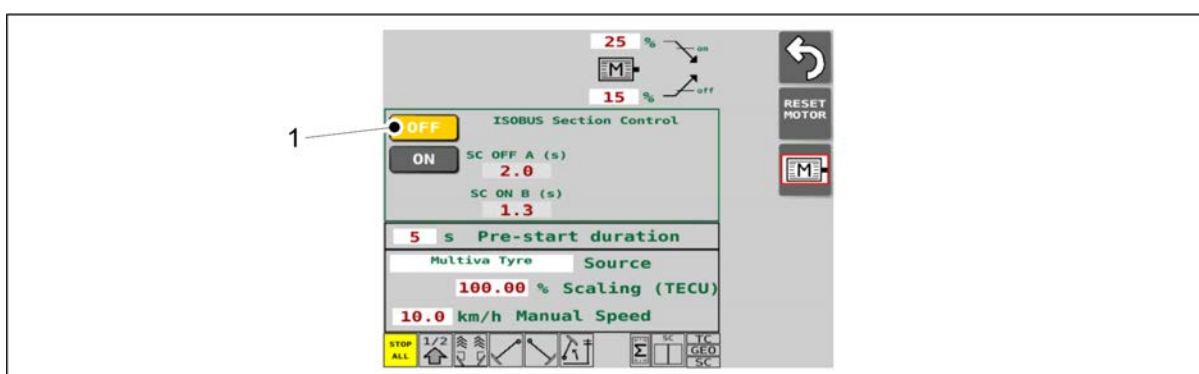 25 % on
M
15 % off
RESET
MOTOR
1
OFF
ISOBUS Section Control
ON
SC OFF A (s)
2.0
M
SC ON B (s)
1.3
5 s Pre-start duration
Multiva Tyre Source
100.00 % Scaling (TECU)
10.0 km/h Manual Speed
STOP
ALL
1/2
1
Σ
SC
TC
GEO
SC